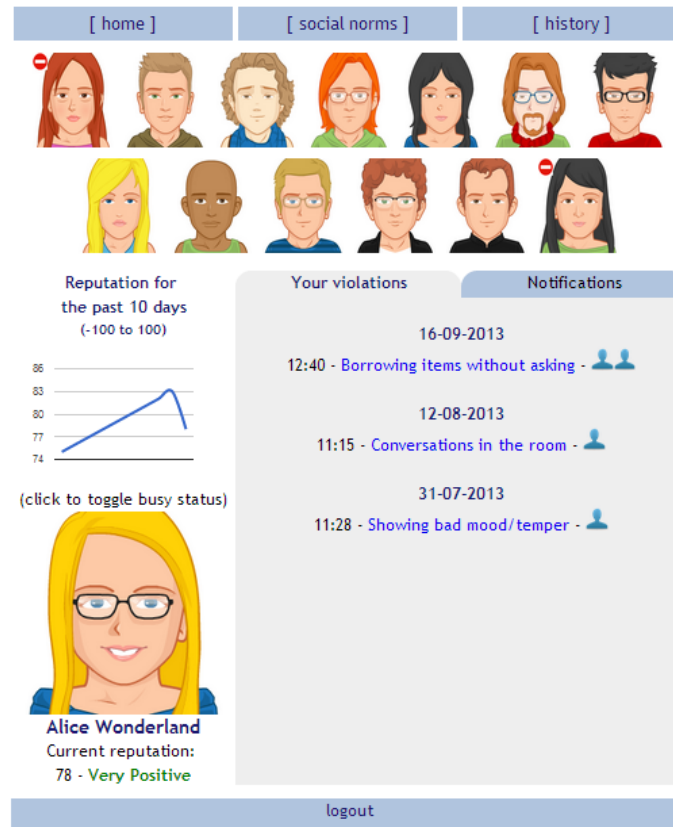 [ home ]
[ social norms ]
[ history ]
Reputation for
the past 10 days
(-100 to 100)
86
83
80
77
74
(click to toggle busy status)
Alice Wonderland
Current reputation:
78 - Very Positive
Your violations
Notifications
16-09-2013
12:40 - Borrowing items without asking -
12-08-2013
11:15 - Conversations in the room -
31-07-2013
11:28 - Showing bad mood/temper -
logout